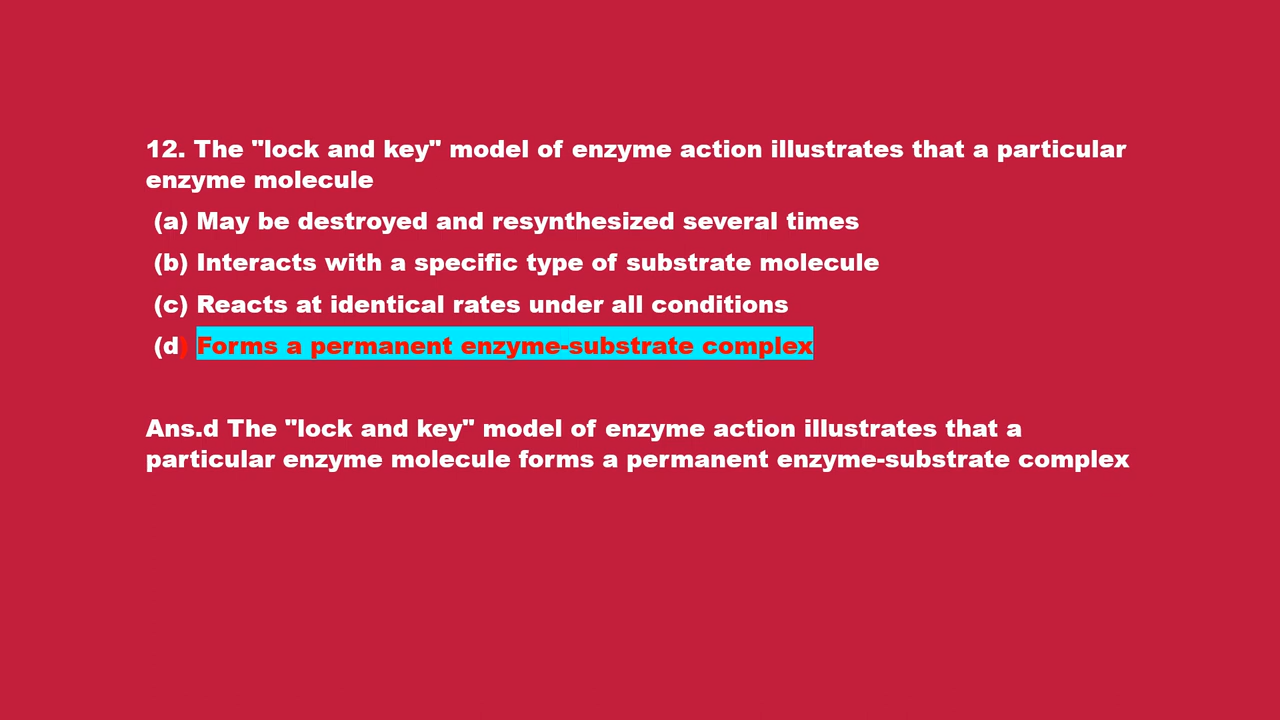 12. The "lock and key" model of enzyme action illustrates that a particular
enzyme molecule
(a) May be destroyed and resynthesized several times
(b) Interacts with a specific type of substrate molecule
(c) Reacts at identical rates under all conditions
(d) Forms a permanent enzyme-substrate complex
Ans.d The "lock and key" model of enzyme action illustrates that a
particular enzyme molecule forms a permanent enzyme-substrate complex